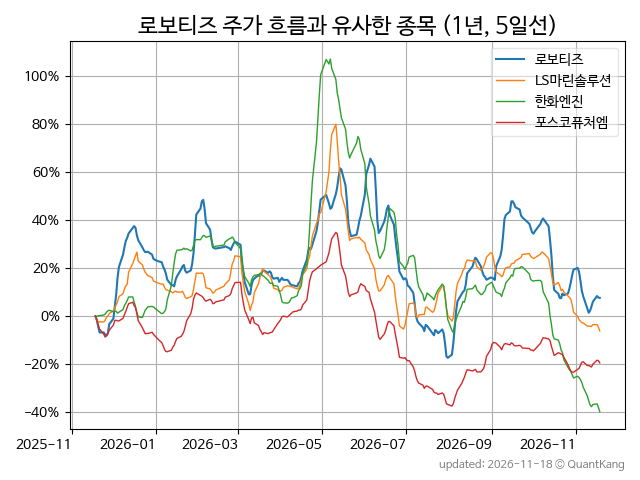 로보티즈 주가 흐름과 유사한 종목 (1년, 5일선)
로보티즈
LS마린솔루션
한화엔진
포스코퓨처엠
100%
80%
60%
40%
20%
0%
−20%
−40%
2025-11 2026-01 2026-03 2026-05 2026-07 2026-09 2026-11
updated: 2026-11-18 © QuantKang